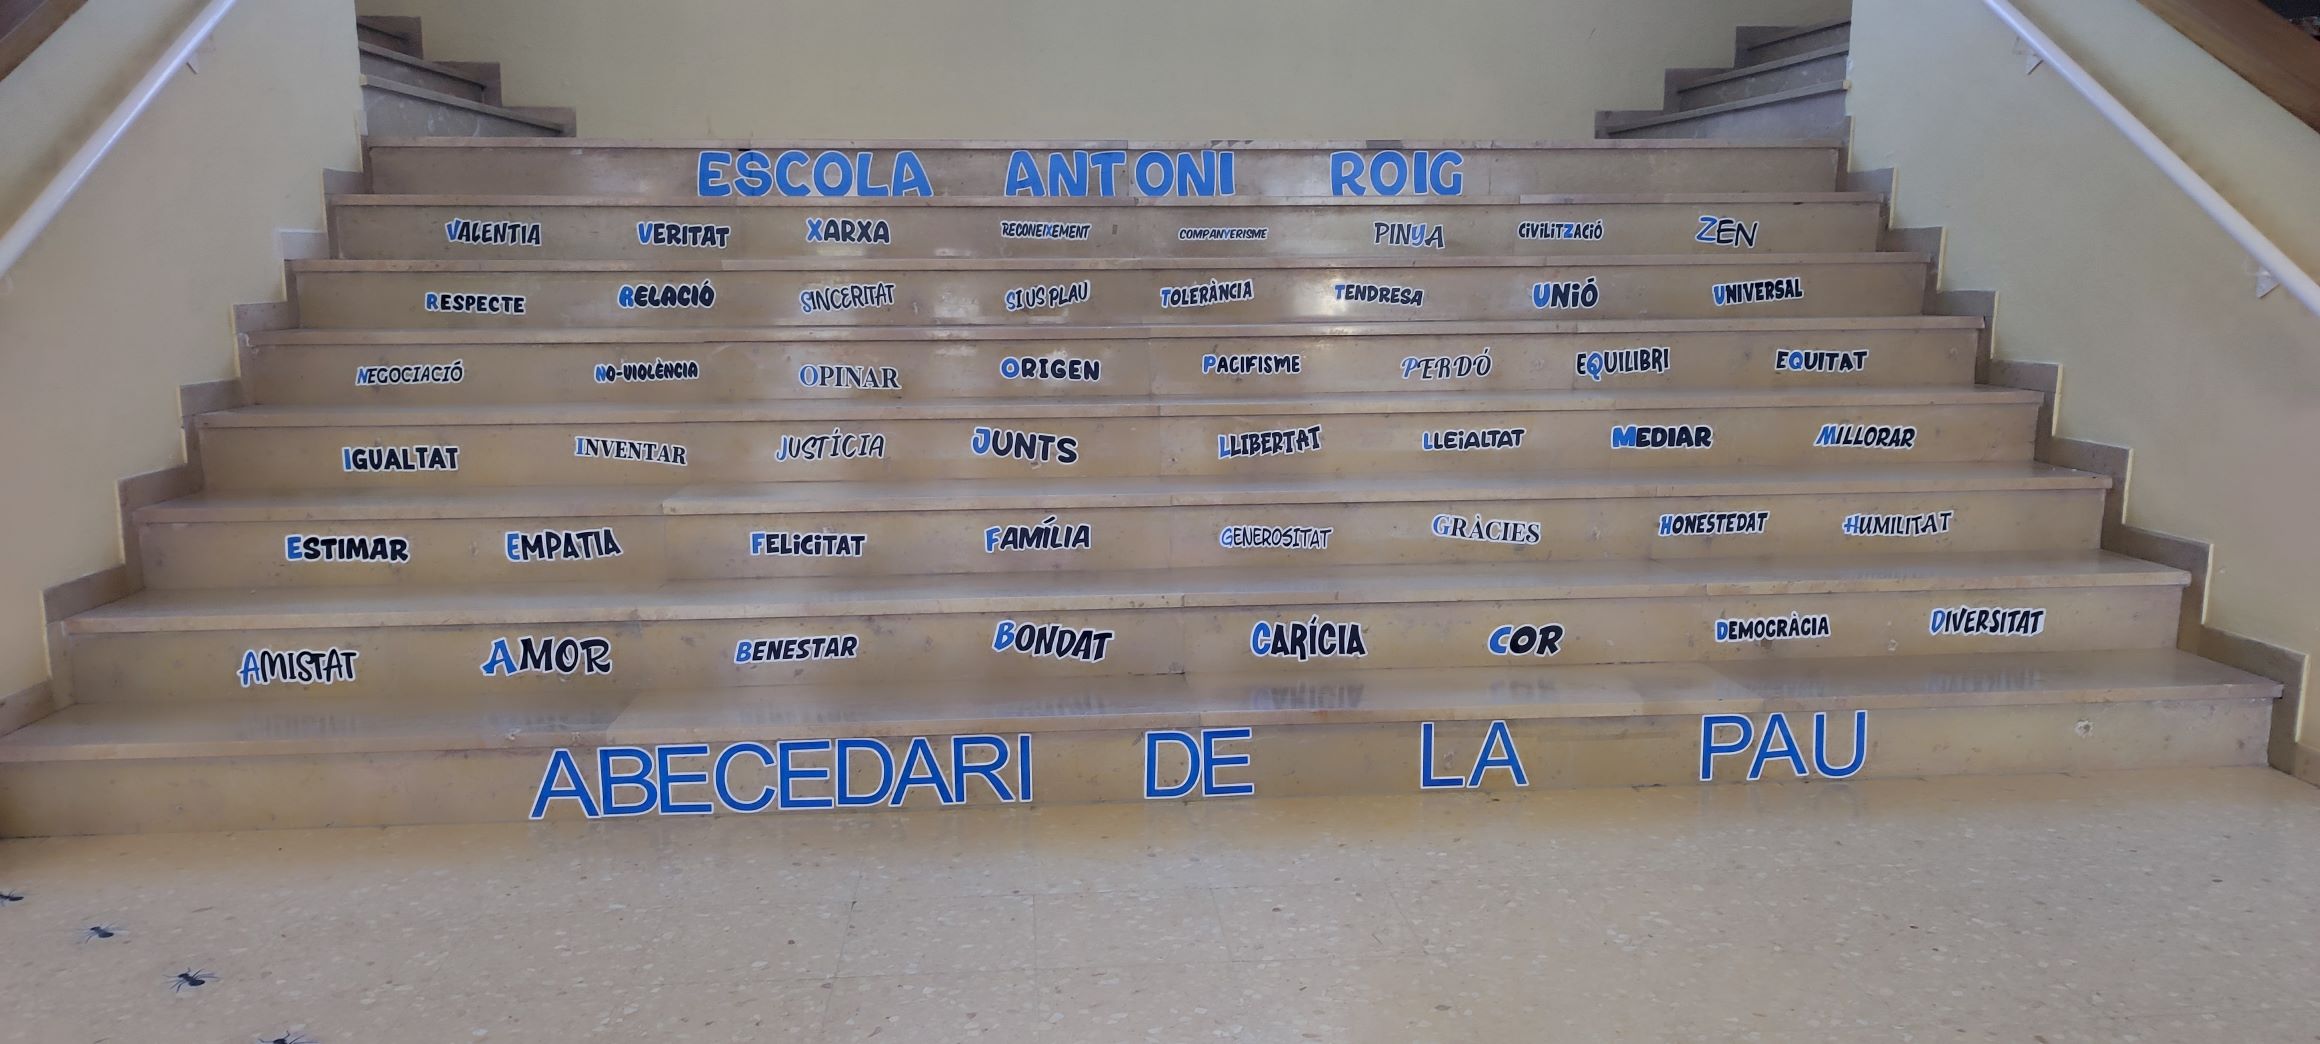 ESCOLA ANTONI ROIG
VALENTIA VERITAT XARXA RECONEIXEMENT COMPANYERISME PINYA CIVILITZACIÓ ZEN
RESPECTE RELACIÓ SINCERITAT SI US PLAU TOLERÀNCIA TENDRESA UNIÓ UNIVERSAL
NEGOCIACIÓ NO-VIOLÈNCIA OPINAR ORIGEN PACIFISME PERDÓ EQUILIBRI EQUITAT
IGUALTAT INVENTAR JUSTÍCIA JUNTS LLIBERTAT LLEIALTAT MEDIAR MILLORAR
ESTIMAR EMPATIA FELICITAT FAMÍLIA GENEROSITAT GRÀCIES HONESTEDAT HUMILITAT
AMISTAT AMOR BENESTAR BONDAT CARÍCIA COR DEMOCRÀCIA DIVERSITAT
ABECEDARI DE LA PAU